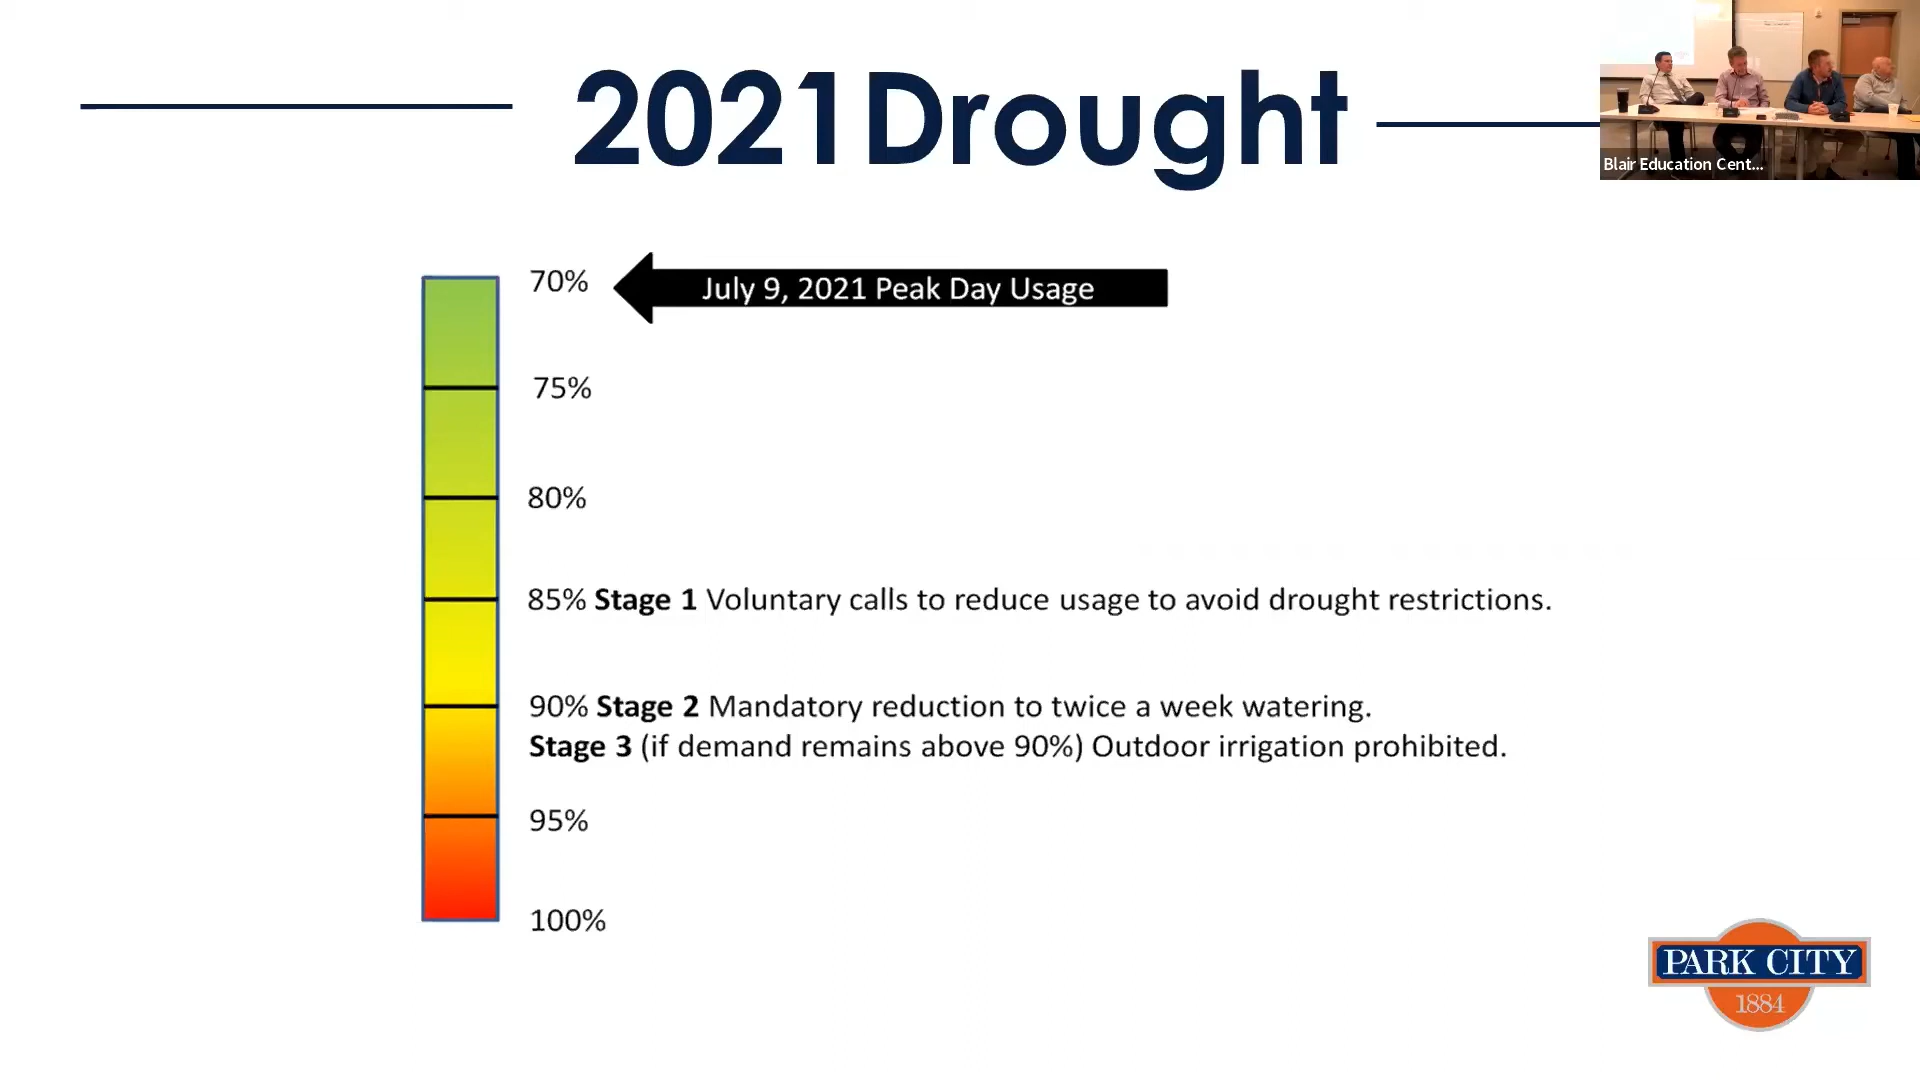 2021 Drought
Blair Education Cent...
70%
July 9, 2021 Peak Day Usage
75%
80%
85% Stage 1 Voluntary calls to reduce usage to avoid drought restrictions.
90% Stage 2 Mandatory reduction to twice a week watering.
Stage 3 (if demand remains above 90%) Outdoor irrigation prohibited.
95%
100%
PARK CITY
1884